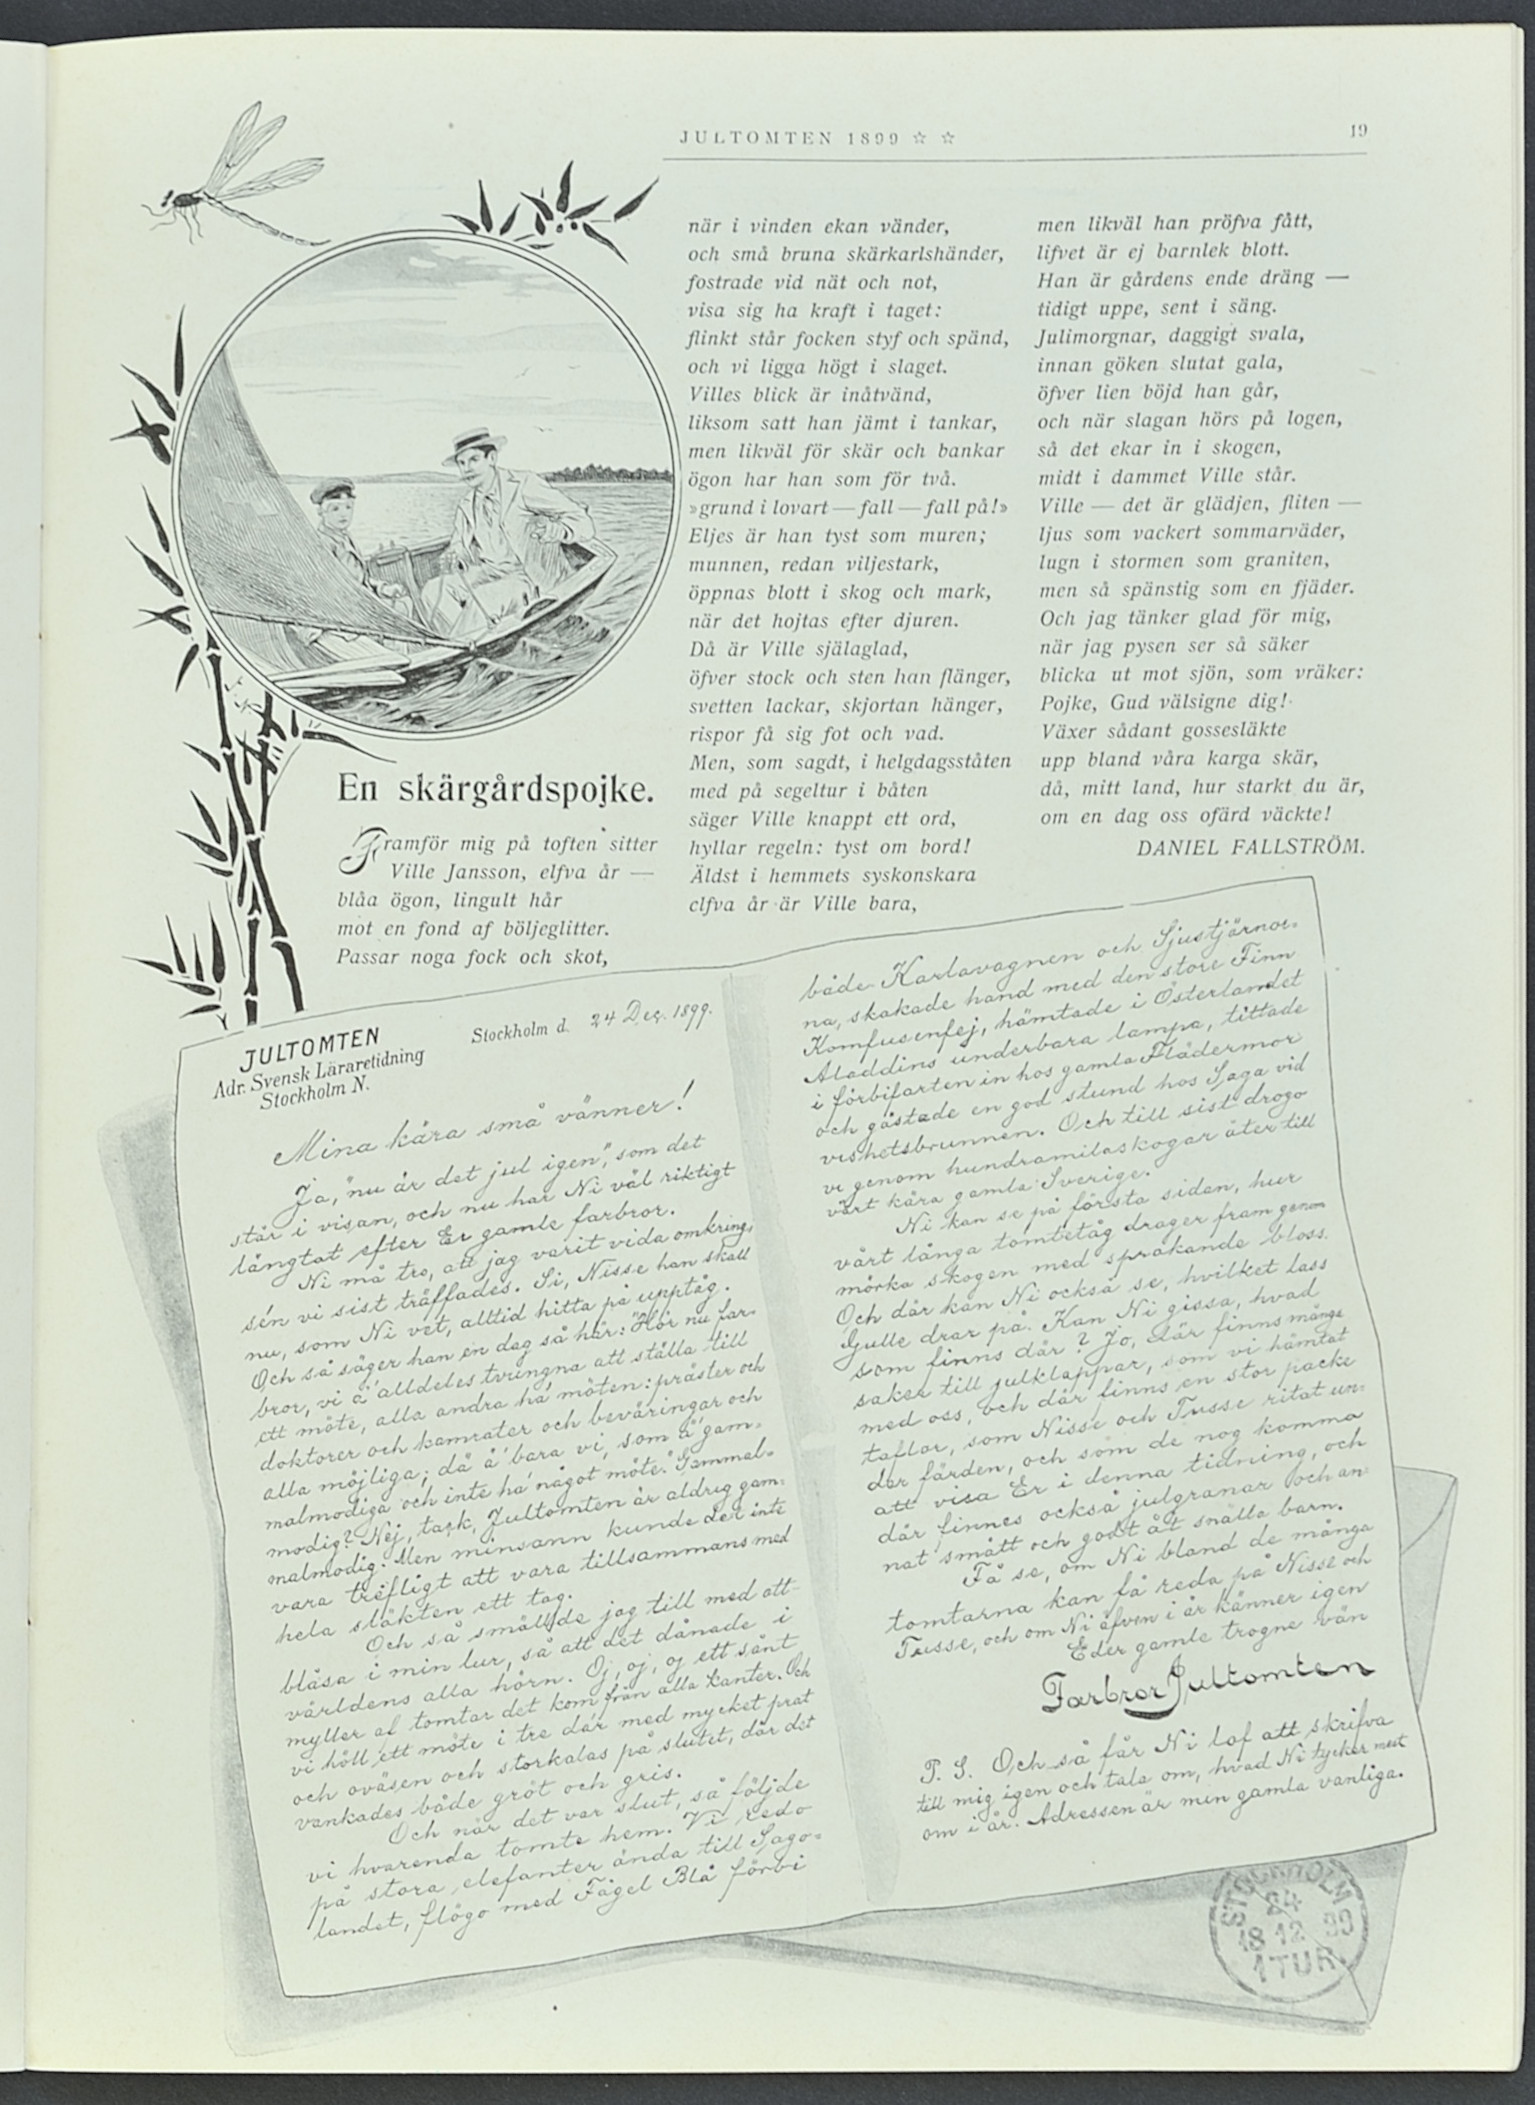 JULTOMTEN 1899 ☆ ☆
19
En skärgårdspojke.
Framför mig på toften sitter
Ville Jansson, elfva år —
blåa ögon, lingult hår
mot en fond af böljeglitter.
Passar noga fock och skot,
när i vinden ekan vänder,
och små bruna skärkarlshänder,
fostrade vid nät och not,
visa sig ha kraft i taget:
flinkt står focken styf och spänd,
och vi ligga högt i slaget.
Villes blick är inåtvänd,
liksom satt han jämt i tankar,
men likväl för skär och bankar
ögon har han som för två.
»grund i lovart — fall — fall på!»
Eljes är han tyst som muren;
munnen, redan viljestark,
öppnas blott i skog och mark,
när det hojtas efter djuren.
Då är Ville själaglad,
öfver stock och sten han flänger,
svetten lackar, skjortan hänger,
rispor få sig fot och vad.
Men, som sagdt, i helgdagsståten
med på segeltur i båten
säger Ville knappt ett ord,
hyllar regeln: tyst om bord!
Äldst i hemmets syskonskara
elfva år är Ville bara,
men likväl han pröfva fått,
lifvet är ej barnlek blott.
Han är gårdens ende dräng —
tidigt uppe, sent i säng.
Julimorgnar, daggigt svala,
innan göken slutat gala,
öfver lien böjd han går,
och när slagan hörs på logen,
så det ekar in i skogen,
midt i dammet Ville står.
Ville — det är glädjen, fliten —
ljus som vackert sommarväder,
lugn i stormen som graniten,
men så spänstig som en fjäder.
Och jag tänker glad för mig,
när jag pysen ser så säker
blicka ut mot sjön, som vräker:
Pojke, Gud välsigne dig!
Växer sådant gossesläkte
upp bland våra karga skär,
då, mitt land, hur starkt du är,
om en dag oss ofärd väckte!
DANIEL FALLSTRÖM.
JULTOMTEN
Adr. Svensk Läraretidning
Stockholm N.
Stockholm d. 24 Dec. 1899.
Mina kära små vänner!
Ja, "nu är det jul igen", som det
står i visan, och nu har Ni väl riktigt
längtat efter Er gamle farbror.
Ni må tro, att jag varit vida omkring,
sén vi sist träffades. Si, Nisse han skall
nu, som Ni vet, alltid hitta på upptåg.
Och så säger han en dag så här: "Hör nu far-
bror, vi ä' alldeles tvungna att ställa till
ett möte, alla andra ha' möten: präster och
doktorer och kamrater och beväringar och
alla möjliga; då ä' bara vi, som ä' gam-
malmodiga och inte ha' något möte." Gammal-
modig? Nej, tack, Jultomten är aldrig gam-
malmodig. Men minsann kunde det inte
vara trefligt att vara tillsammans med
hela släkten ett tag.
Och så smällde jag till med att
blåsa i min lur, så att det dånade i
världens alla hörn. Oj, oj, oj ett sånt
myller af tomtar det kom från alla kanter. Och
vi höll ett möte i tre dar med mycket prat
och oväsen och storkalas på slutet, där det
vankades både gröt och gris.
Och när det var slut, så följde
vi hvarenda tomte hem. Vi redo
på stora elefanter ända till Sago-
landet, flögo med Fågel Blå förbi
både Karlavagnen och Sjustjärnor-
na, skakade hand med den store Finn
Komfusenfej, hämtade i Österlandet
Aladdins underbara lampa, tittade
i förbifarten in hos gamla Flädermor
och gästade en god stund hos Saga vid
vishetsbrunnen. Och till sist drogo
vi genom hundramilaskogar åter till
vårt kära gamla Sverige.
Ni kan se på första sidan, hur
vårt långa tomtetåg drager fram genom
mörka skogen med sprakande bloss.
Och där kan Ni också se, hvilket lass
Gulle drar på. Kan Ni gissa, hvad
som finns där? Jo, där finns många
saker till julklappar, som vi hämtat
med oss, och där finns en stor packe
taflor, som Nisse och Tusse ritat un-
der färden, och som de nog komma
att visa Er i denna tidning, och
där finnes också julgranar och an-
nat smått och godt åt snälla barn.
Få se, om Ni bland de många
tomtarna kan få reda på Nisse och
Tusse, och om Ni äfven i år känner igen
Eder gamle trogne vän
Farbror Jultomten
P. S. Och så får Ni lof att skrifva
till mig igen och tala om, hvad Ni tycker mest
om i år. Adressen är min gamla vanliga.
STOCKHOLM
24
18 12 99
1 TUR.